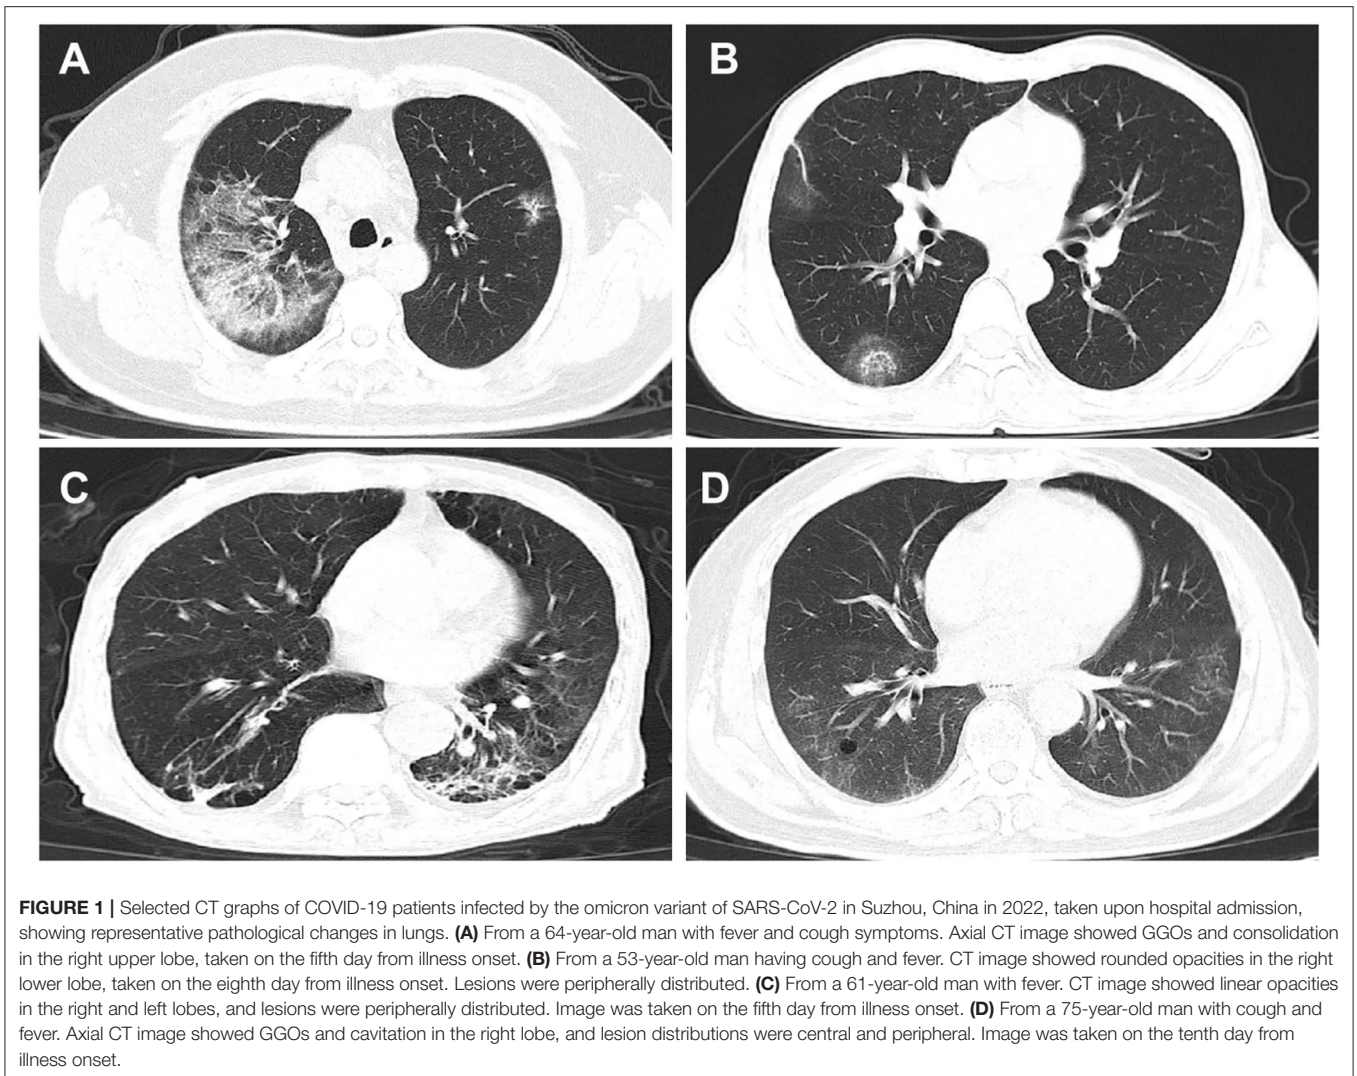 A
B
C
D
FIGURE 1 | Selected CT graphs of COVID-19 patients infected by the omicron variant of SARS-CoV-2 in Suzhou, China in 2022, taken upon hospital admission,
showing representative pathological changes in lungs. (A) From a 64-year-old man with fever and cough symptoms. Axial CT image showed GGOs and consolidation
in the right upper lobe, taken on the fifth day from illness onset. (B) From a 53-year-old man having cough and fever. CT image showed rounded opacities in the right
lower lobe, taken on the eighth day from illness onset. Lesions were peripherally distributed. (C) From a 61-year-old man with fever. CT image showed linear opacities
in the right and left lobes, and lesions were peripherally distributed. Image was taken on the fifth day from illness onset. (D) From a 75-year-old man with cough and
fever. Axial CT image showed GGOs and cavitation in the right lobe, and lesion distributions were central and peripheral. Image was taken on the tenth day from
illness onset.